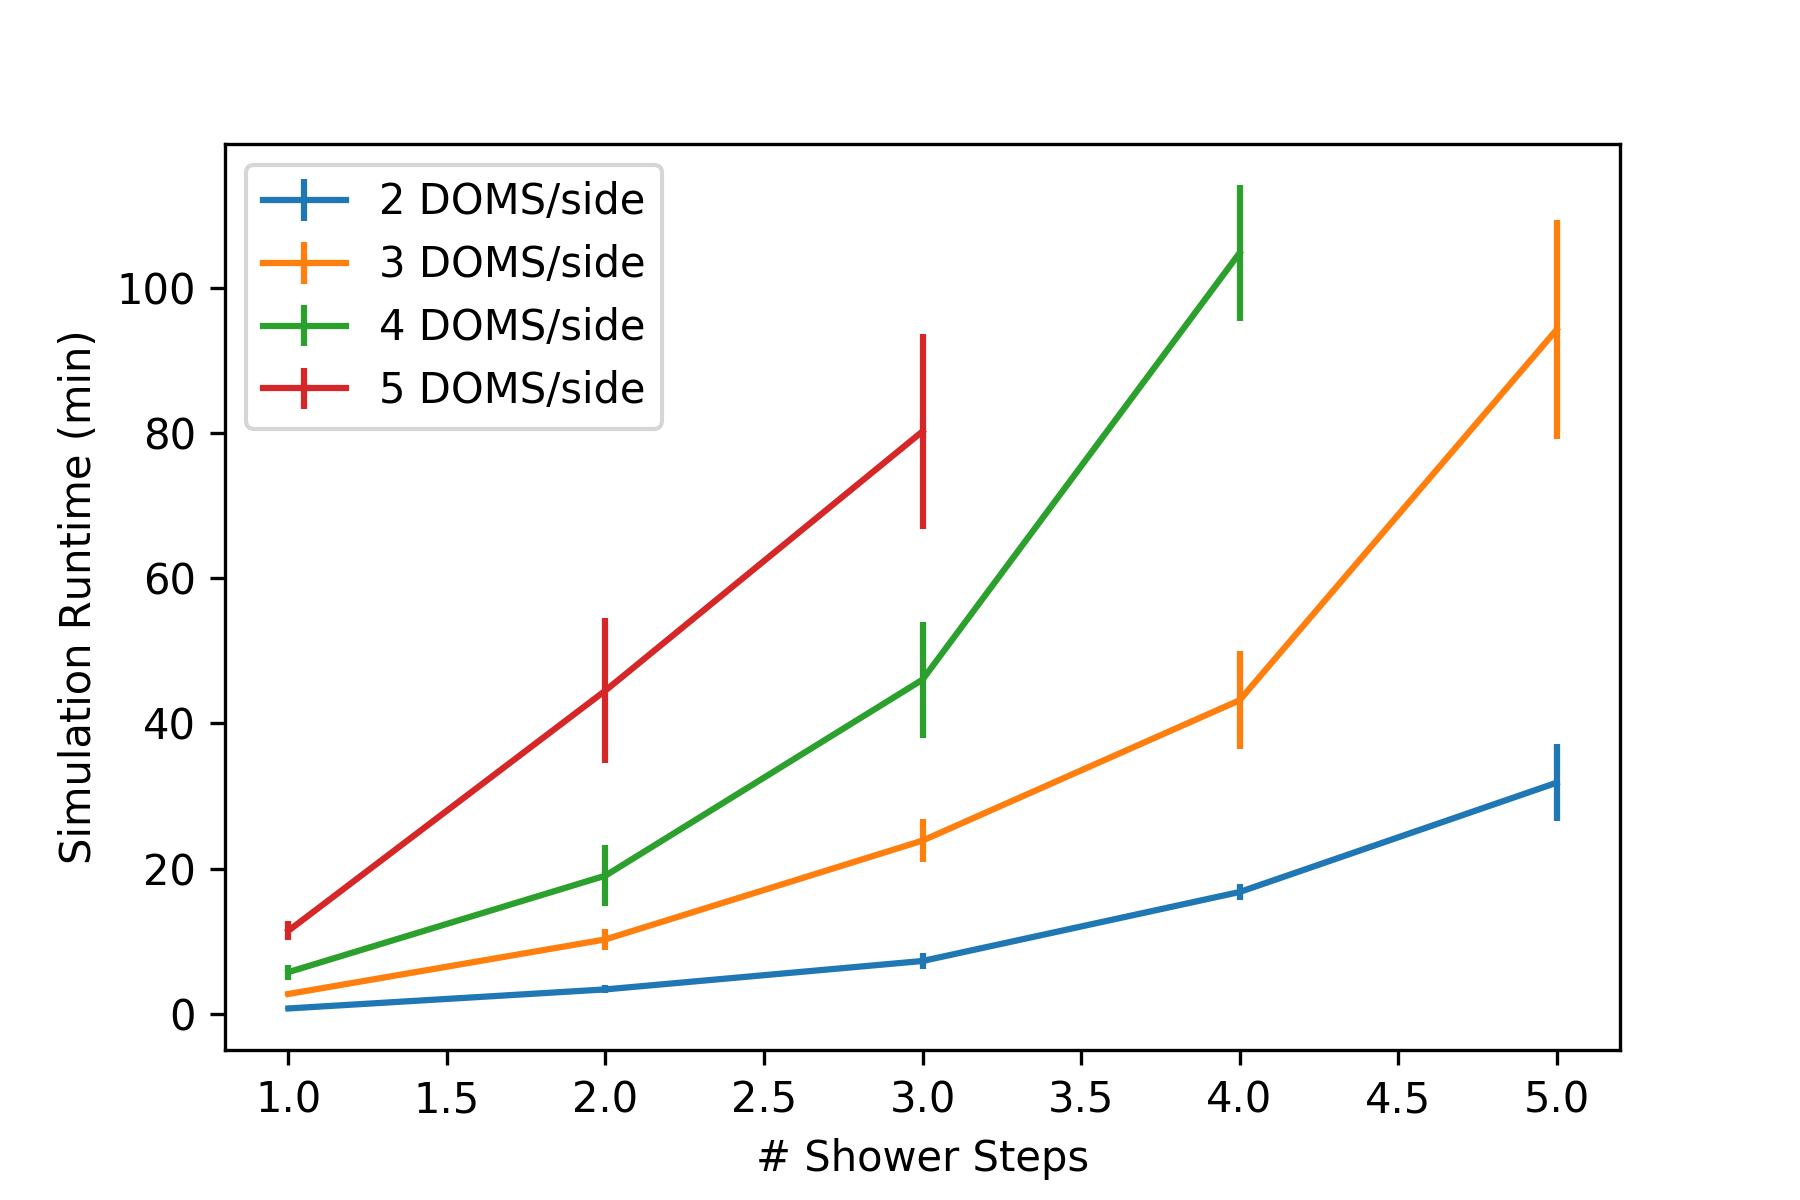 2 DOMS/side
3 DOMS/side
4 DOMS/side
5 DOMS/side
Simulation Runtime (min)
100
80
60
40
20
0
1.0 1.5 2.0 2.5 3.0 3.5 4.0 4.5 5.0
# Shower Steps